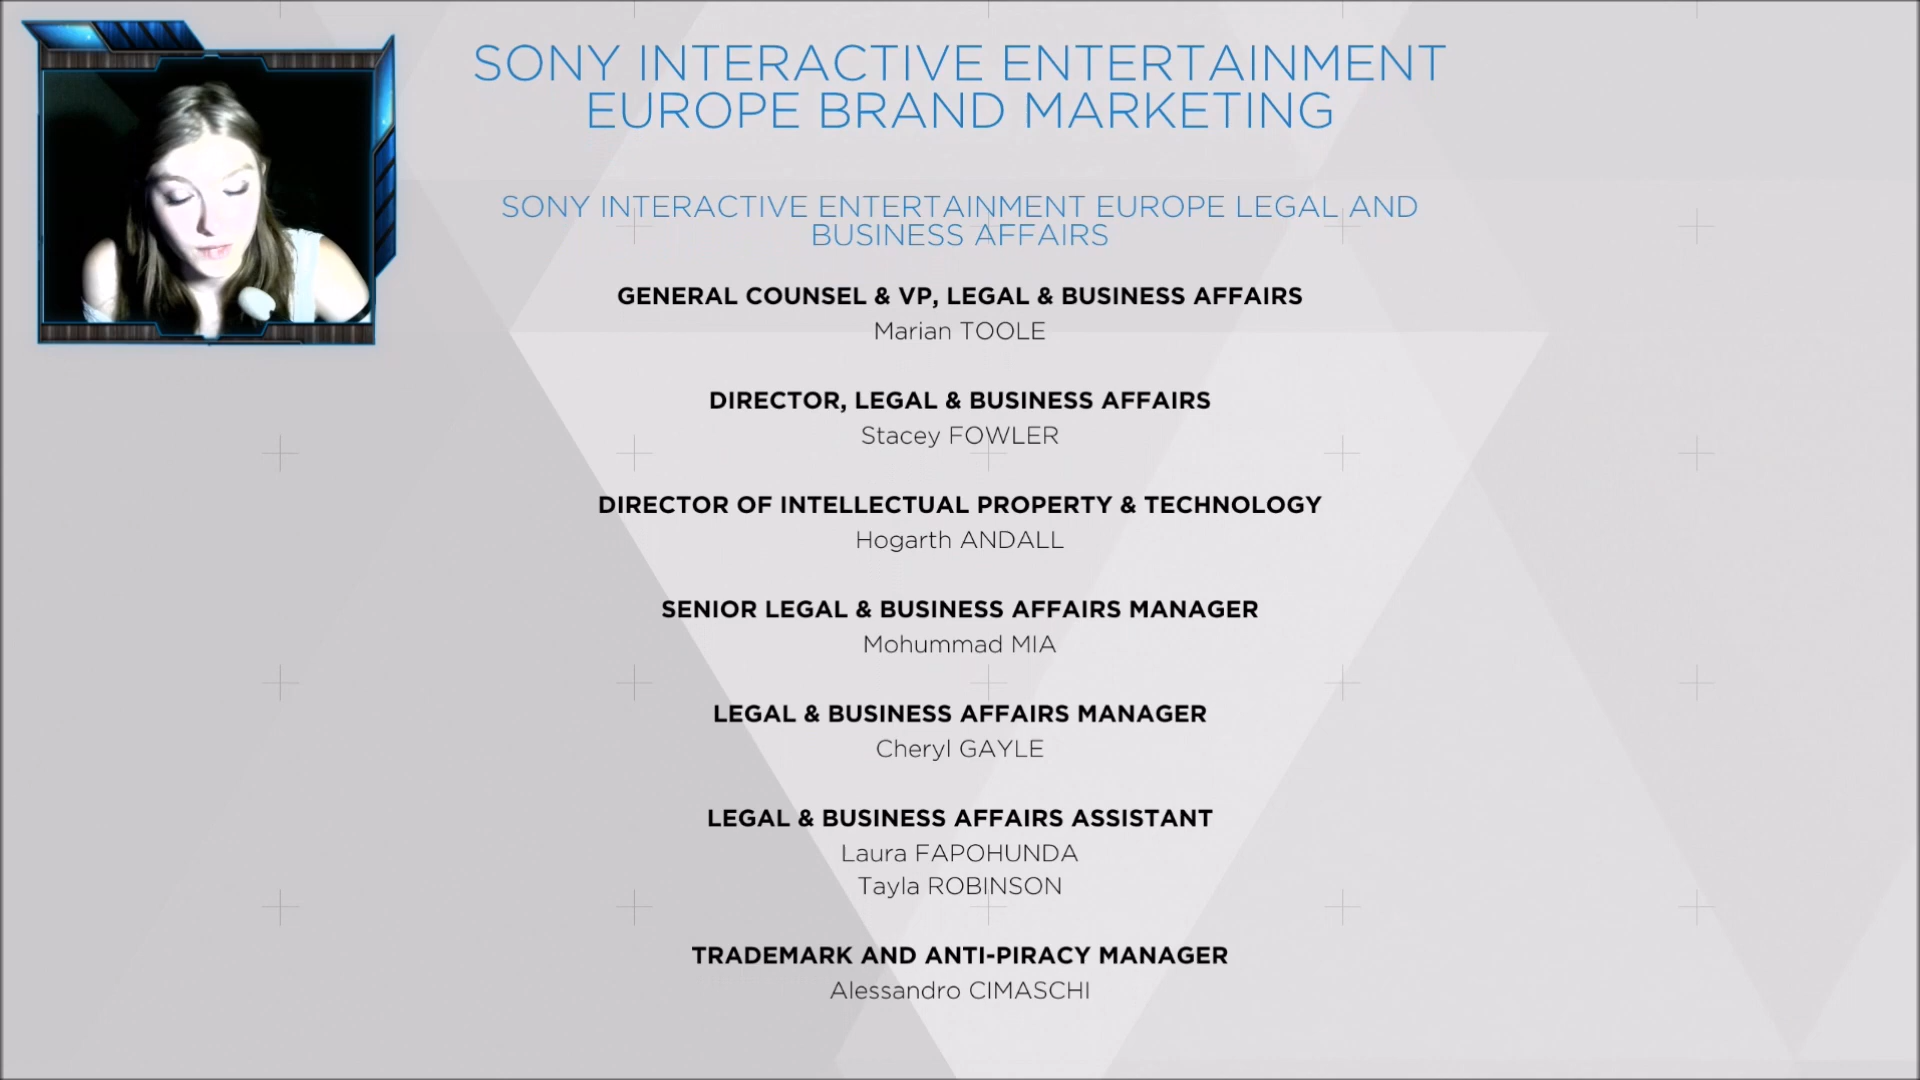 SONY INTERACTIVE ENTERTAINMENT
EUROPE BRAND MARKETING
SONY INTERACTIVE ENTERTAINMENT EUROPE LEGAL AND
BUSINESS AFFAIRS
GENERAL COUNSEL & VP, LEGAL & BUSINESS AFFAIRS
Marian TOOLE
DIRECTOR, LEGAL & BUSINESS AFFAIRS
Stacey FOWLER
DIRECTOR OF INTELLECTUAL PROPERTY & TECHNOLOGY
Hogarth ANDALL
SENIOR LEGAL & BUSINESS AFFAIRS MANAGER
Mohummad MIA
LEGAL & BUSINESS AFFAIRS MANAGER
Cheryl GAYLE
LEGAL & BUSINESS AFFAIRS ASSISTANT
Laura FAPOHUNDA
Tayla ROBINSON
TRADEMARK AND ANTI-PIRACY MANAGER
Alessandro CIMASCHI